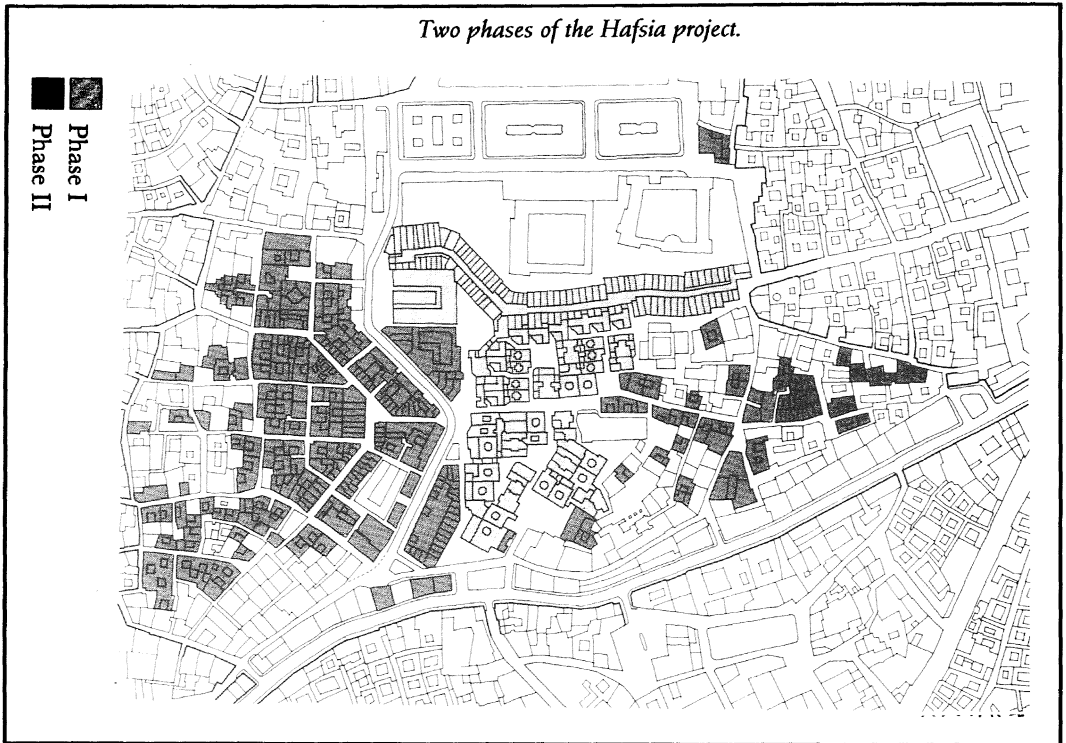 Two phases of the Hafsia project.
Phase I
Phase II